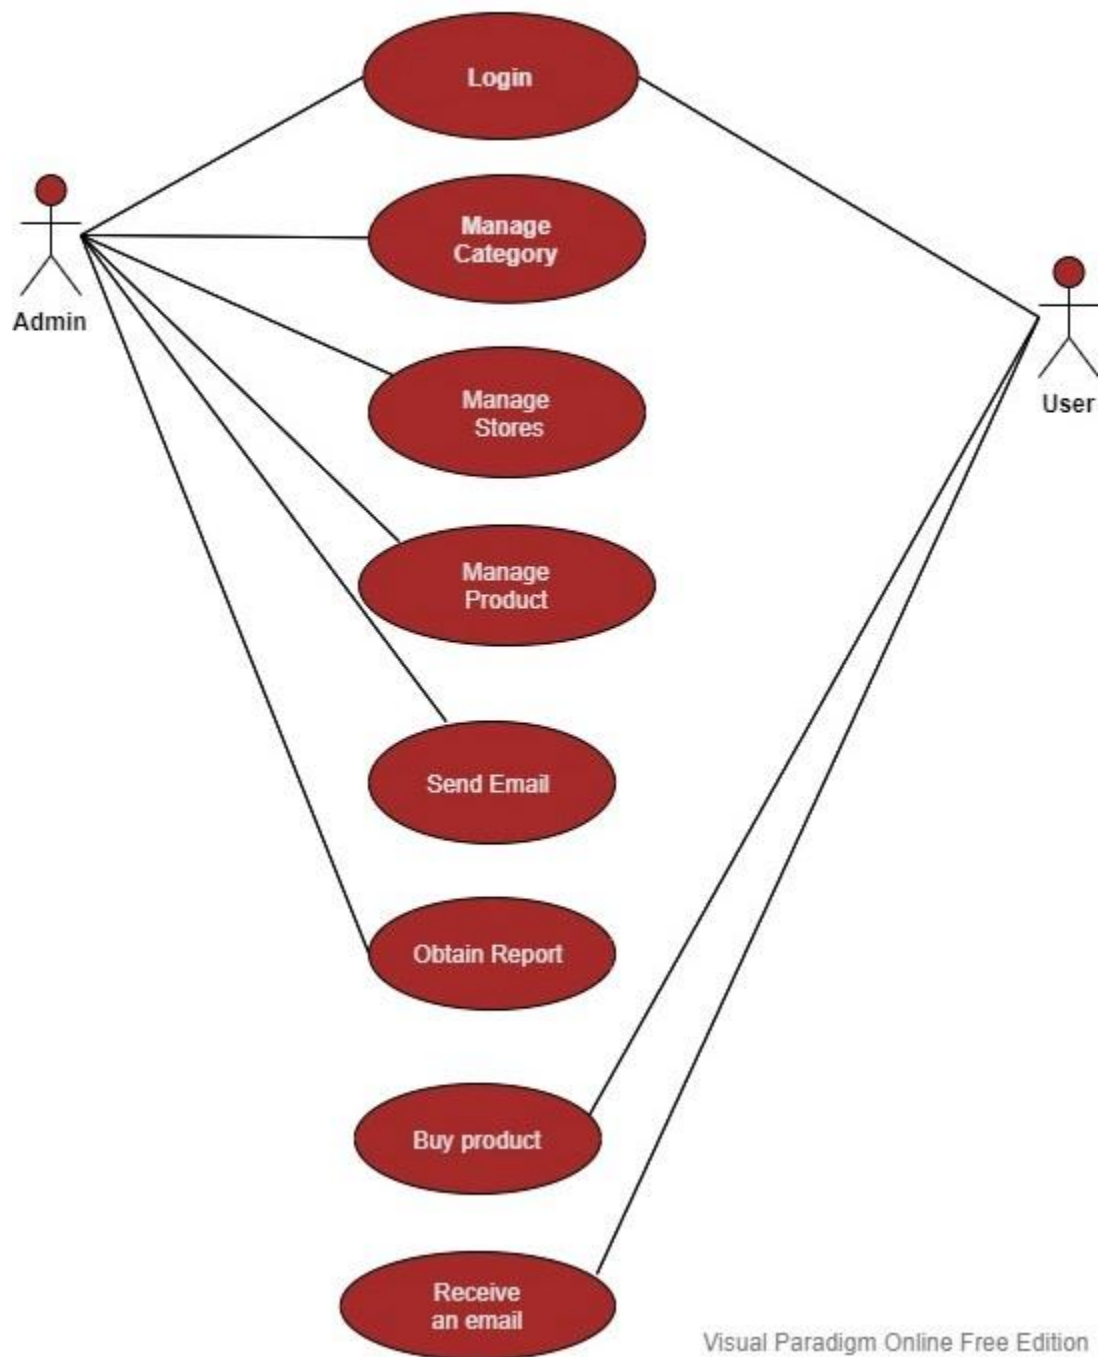 Login
Manage
Category
Admin
Manage
Stores
User
Manage
Product
Send Email
Obtain Report
Buy product
Receive
an email
Visual Paradigm Online Free Edition